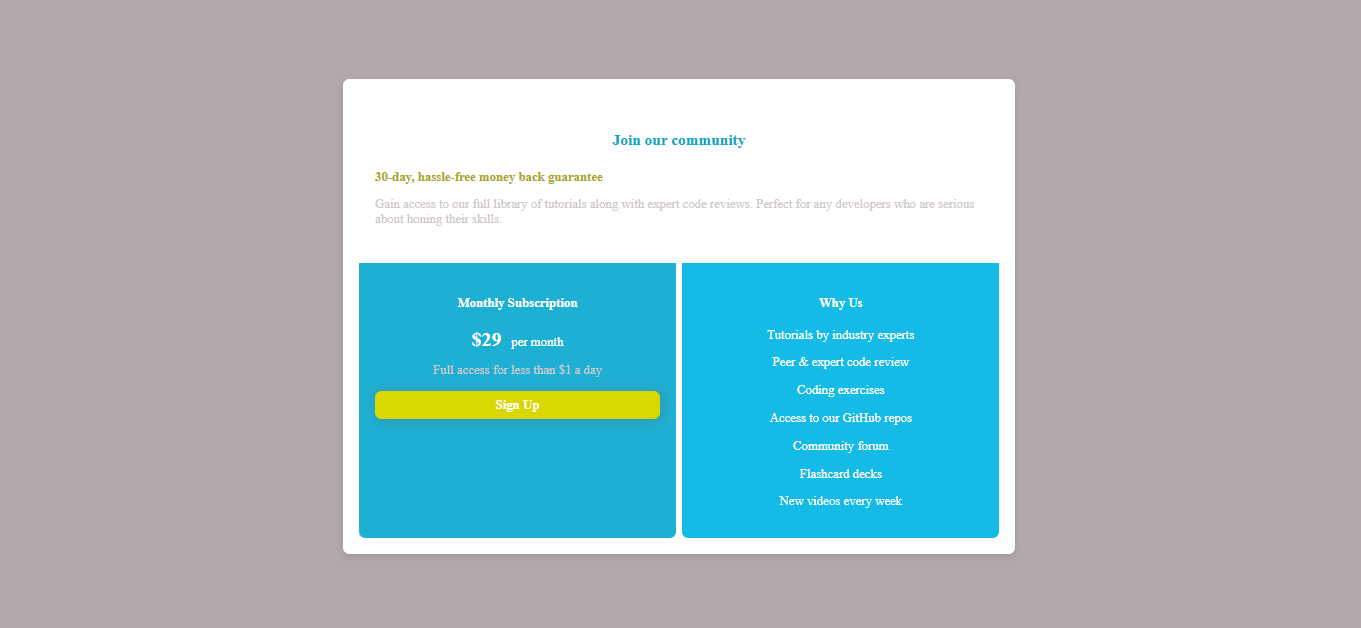 Join our community
30-day, hassle-free money back guarantee
Gain access to our full library of tutorials along with expert code reviews. Perfect for any developers who are serious
about honing their skills.
Monthly Subscription
$29 per month
Full access for less than $1 a day
Sign Up
Why Us
Tutorials by industry experts
Peer & expert code review
Coding exercises
Access to our GitHub repos
Community forum
Flashcard decks
New videos every week